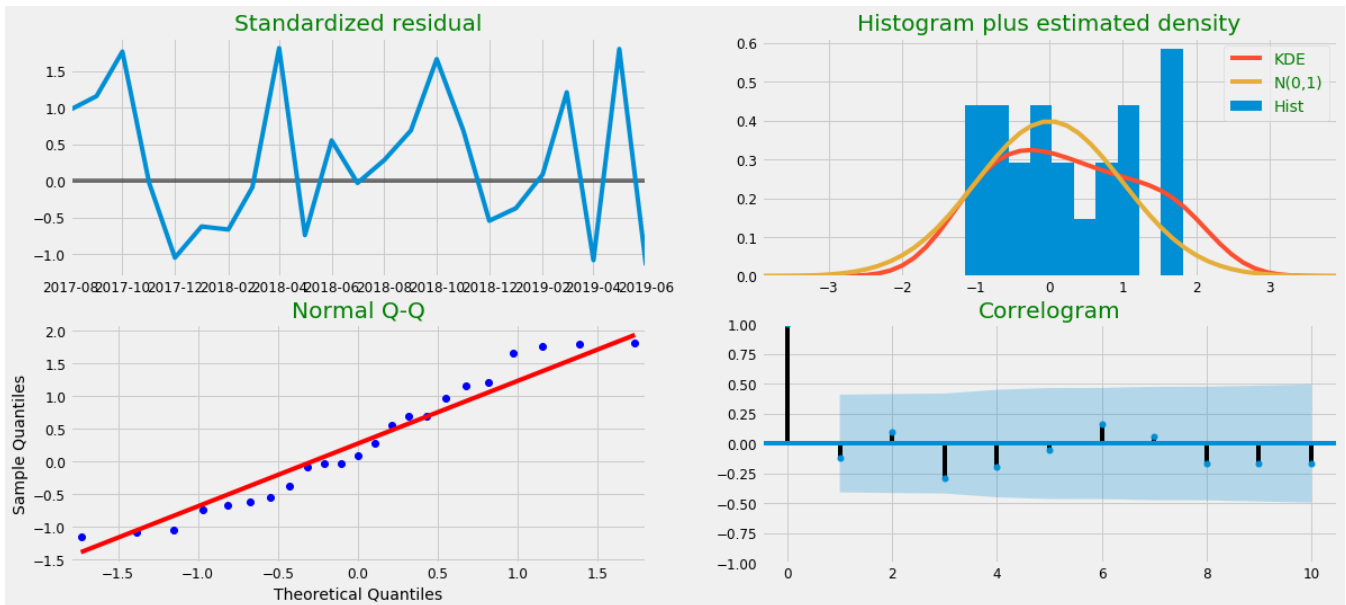 Standardized residual
1.5
1.0
0.5
0.0
−0.5
−1.0
2017-08 2017-10 2017-12 2018-02 2018-04 2018-06 2018-08 2018-10 2018-12 2019-02 2019-04 2019-06
Histogram plus estimated density
0.6
0.5
0.4
0.3
0.2
0.1
0.0
KDE
N(0,1)
Hist
−3 −2 −1 0 1 2 3
Normal Q-Q
Sample Quantiles
2.0
1.5
1.0
0.5
0.0
−0.5
−1.0
−1.5
−1.5 −1.0 −0.5 0.0 0.5 1.0 1.5
Theoretical Quantiles
Correlogram
1.00
0.75
0.50
0.25
0.00
−0.25
−0.50
−0.75
−1.00
0 2 4 6 8 10